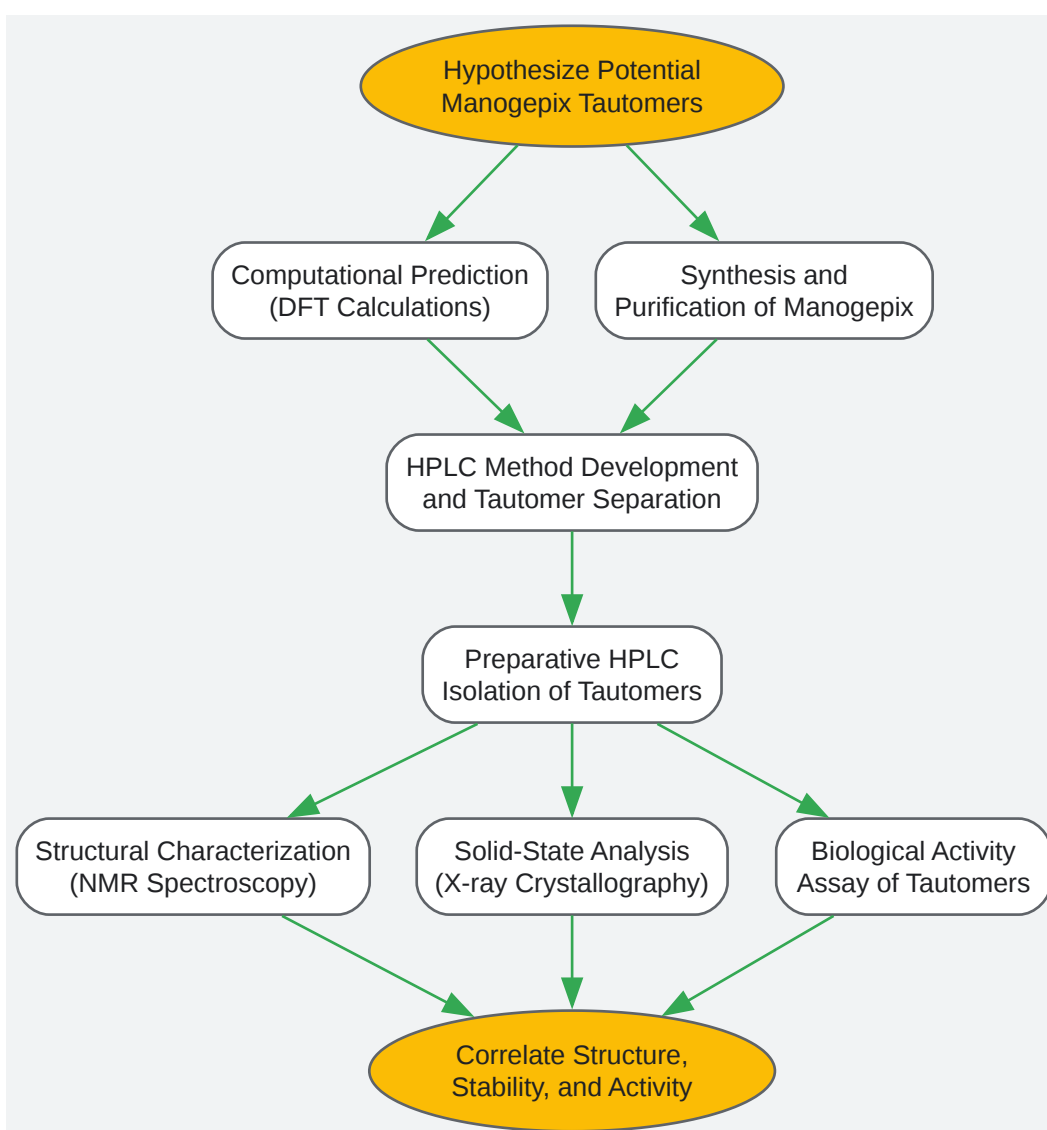 Hypothesize Potential
Manogepix Tautomers
Computational Prediction
(DFT Calculations)
Synthesis and
Purification of Manogepix
HPLC Method Development
and Tautomer Separation
Preparative HPLC
Isolation of Tautomers
Structural Characterization
(NMR Spectroscopy)
Solid-State Analysis
(X-ray Crystallography)
Biological Activity
Assay of Tautomers
Correlate Structure,
Stability, and Activity